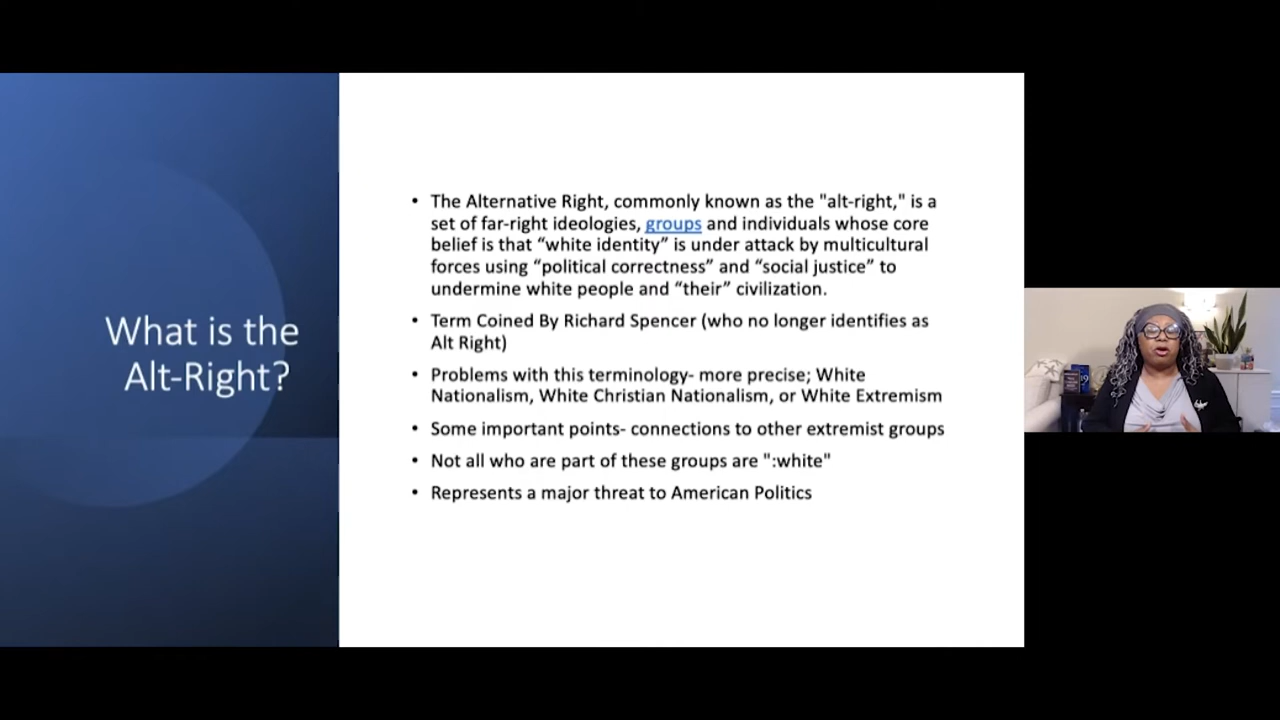 What is the
Alt-Right?
• The Alternative Right, commonly known as the "alt-right," is a
set of far-right ideologies, groups and individuals whose core
belief is that “white identity” is under attack by multicultural
forces using “political correctness” and “social justice” to
undermine white people and “their” civilization.
• Term Coined By Richard Spencer (who no longer identifies as
Alt Right)
• Problems with this terminology- more precise; White
Nationalism, White Christian Nationalism, or White Extremism
• Some important points- connections to other extremist groups
• Not all who are part of these groups are ":white"
• Represents a major threat to American Politics